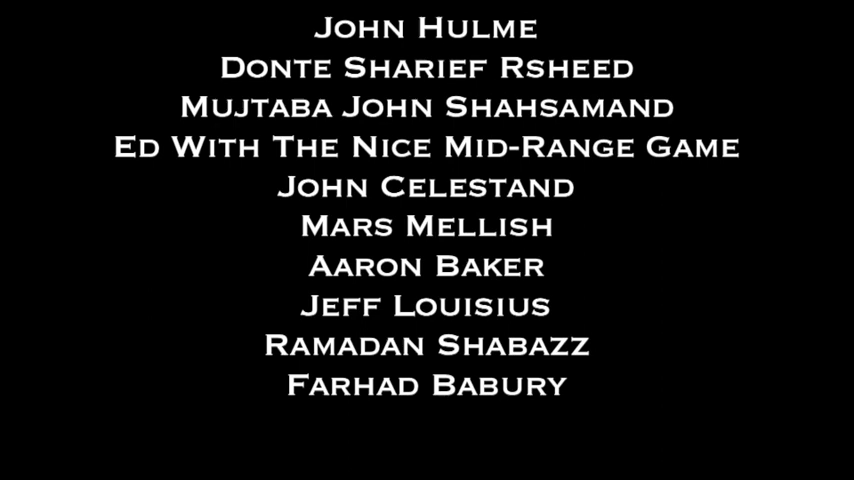 John Hulme
Donte Sharief Rsheed
Mujtaba John Shahsamand
Ed With The Nice Mid-Range Game
John Celestand
Mars Mellish
Aaron Baker
Jeff Louisius
Ramadan Shabazz
Farhad Babury